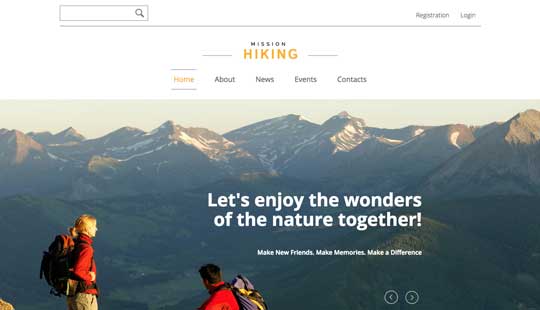 Registration Login
MISSION
HIKING
Home About News Events Contacts
Let's enjoy the wonders
of the nature together!
Make New Friends. Make Memories. Make a Difference